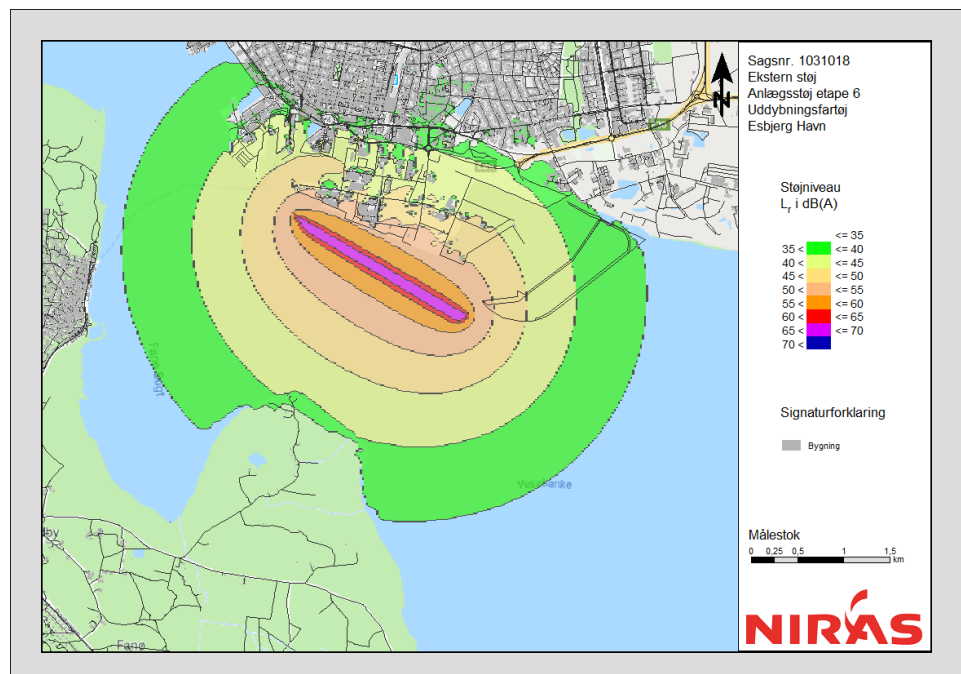 Sagsnr. 1031018
Ekstern støj
Anlægsstøj etape 6
Uddybningsfartøj
Esbjerg Havn
N
Støjniveau
Lr i dB(A)
<= 35
35 < <= 40
40 < <= 45
45 < <= 50
50 < <= 55
55 < <= 60
60 < <= 65
65 < <= 70
70 <
Signaturforklaring
Bygning
Målestok
0 0,25 0,5 1 1,5
km
NIRAS
Fanø